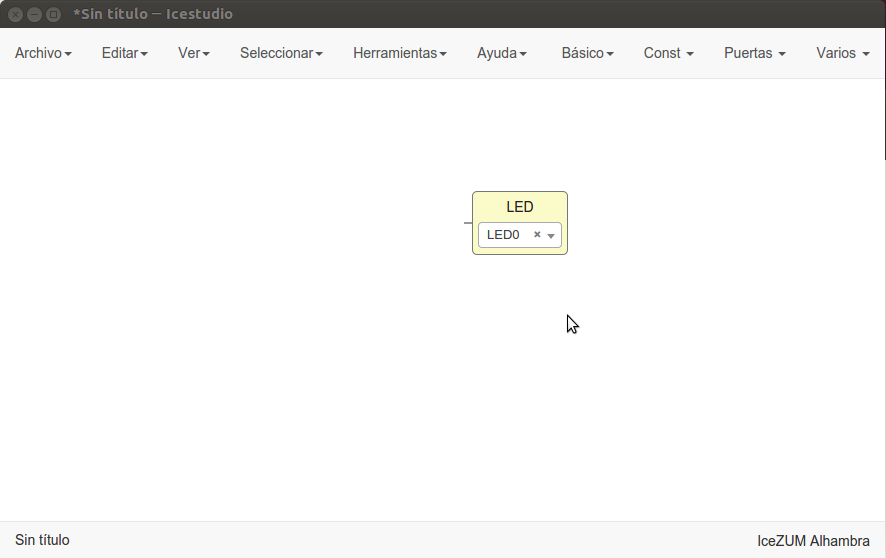 *Sin título – Icestudio
Archivo Editar Ver Seleccionar Herramientas Ayuda Básico Const Puertas Varios
LED
LED0
Sin título
IceZUM Alhambra